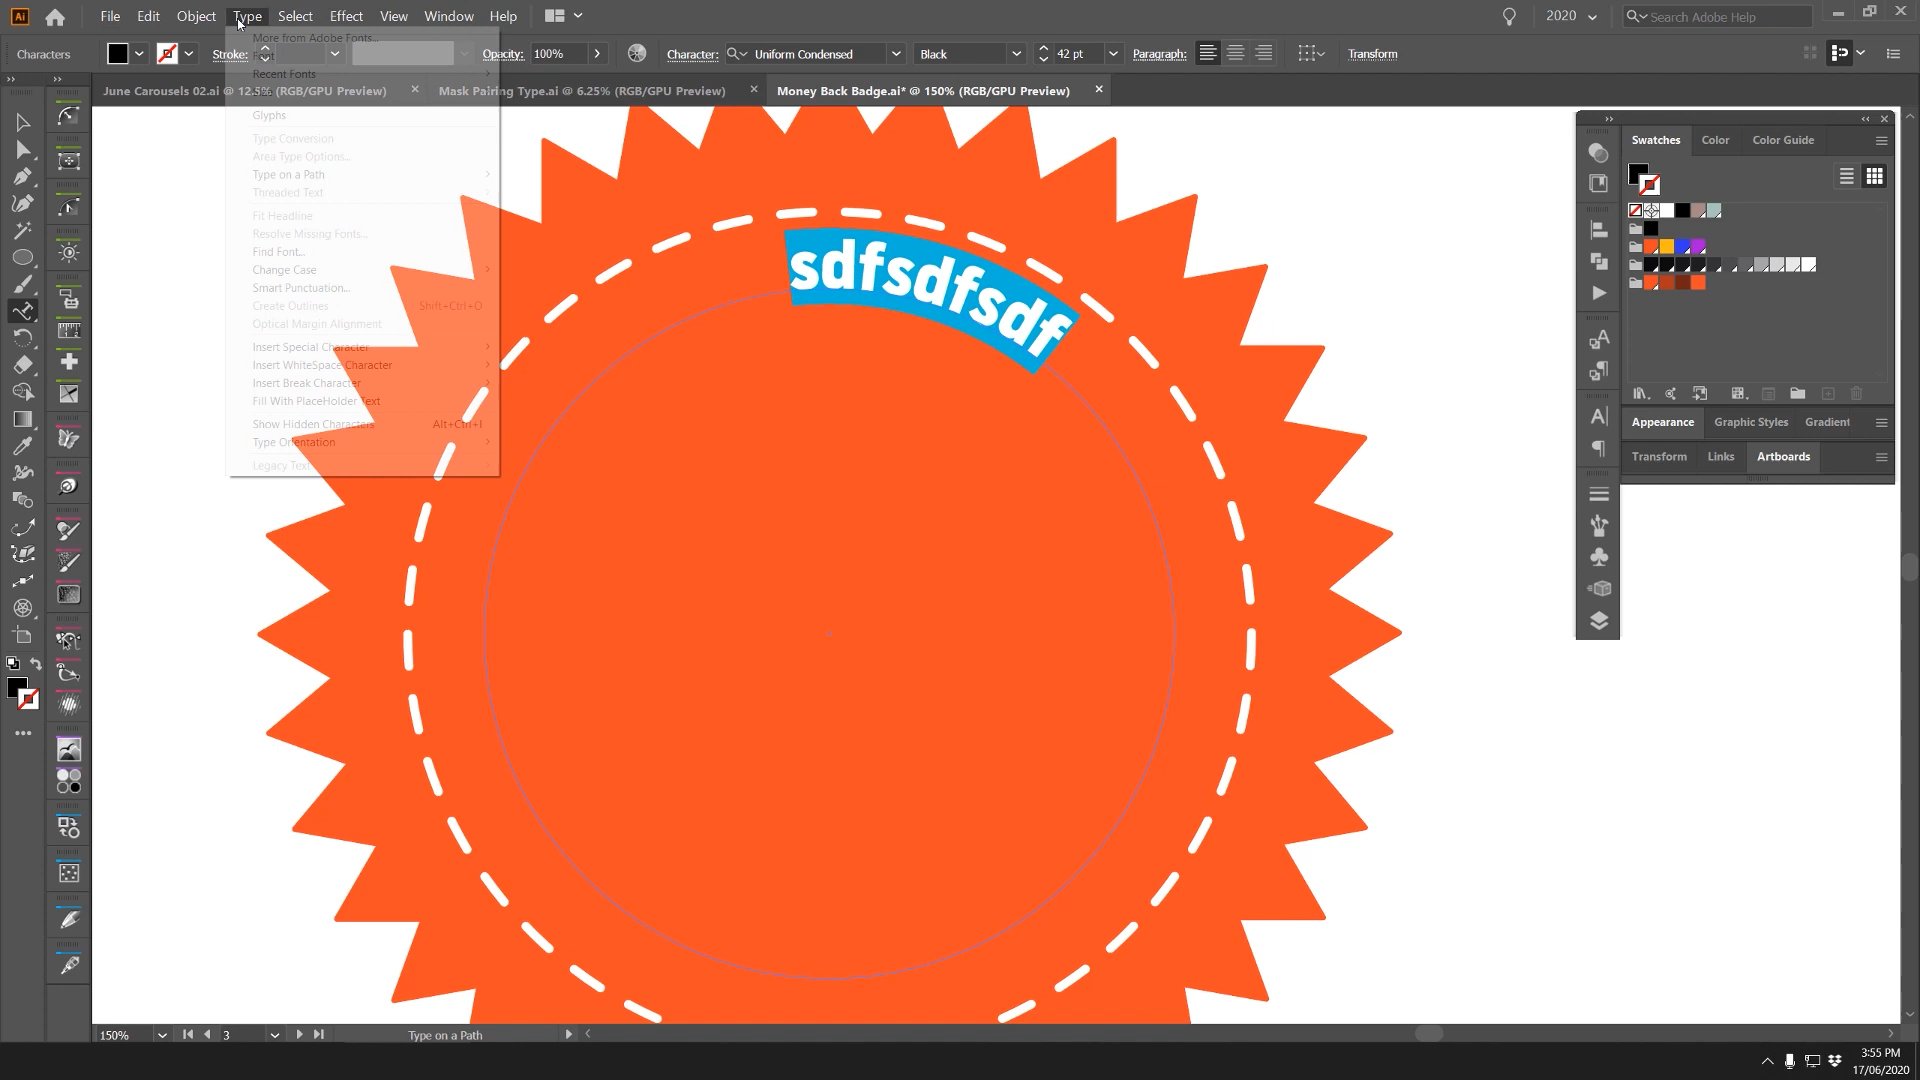 Ai File Edit Object Type Select Effect View Window Help 2020 Search Adobe Help
Characters Stroke: Opacity: 100% Character: Uniform Condensed Black 42 pt Paragraph: Transform
June Carousels 02.ai @ 12.5% (RGB/GPU Preview) Mask Pairing Type.ai @ 6.25% (RGB/GPU Preview) Money Back Badge.ai* @ 150% (RGB/GPU Preview)
More from Adobe Fonts...
Font
Recent Fonts
Glyphs
Type Conversion
Area Type Options...
Type on a Path
Threaded Text
Fit Headline
Resolve Missing Fonts...
Find Font...
Change Case
Smart Punctuation...
Create Outlines Shift+Ctrl+O
Optical Margin Alignment
Insert Special Character
Insert WhiteSpace Character
Insert Break Character
Fill With PlaceHolder Text
Show Hidden Characters Alt+Ctrl+I
Type Orientation
Legacy Text
sdfsdfsdf
Swatches Color Color Guide
Appearance Graphic Styles Gradient
Transform Links Artboards
150% 3 Type on a Path
3:55 PM
17/06/2020